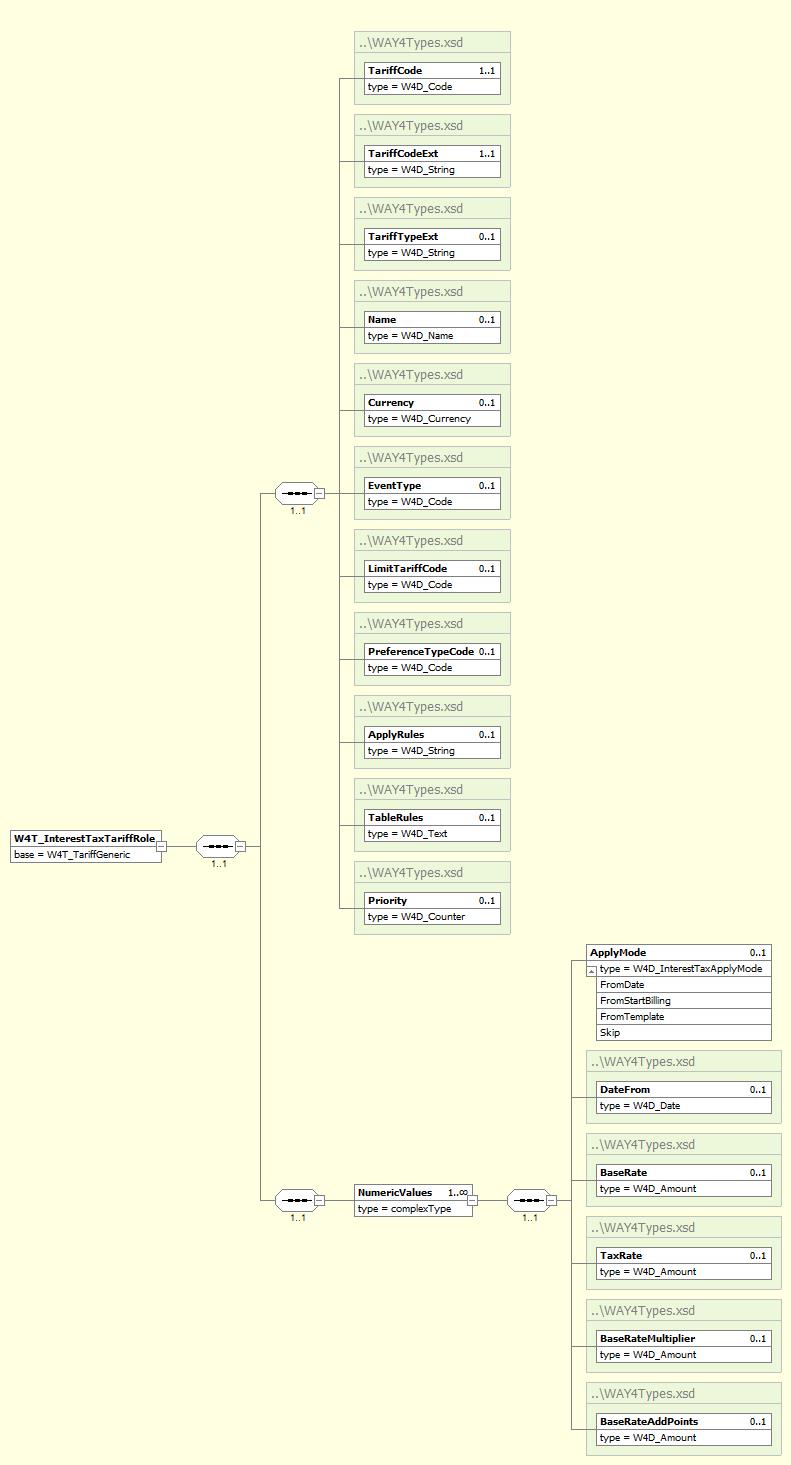 ..\WAY4Types.xsd
TariffCode 1..1
type = W4D_Code
..\WAY4Types.xsd
TariffCodeExt 1..1
type = W4D_String
..\WAY4Types.xsd
TariffTypeExt 0..1
type = W4D_String
..\WAY4Types.xsd
Name 0..1
type = W4D_Name
..\WAY4Types.xsd
Currency 0..1
type = W4D_Currency
..\WAY4Types.xsd
EventType 0..1
type = W4D_Code
1..1
..\WAY4Types.xsd
LimitTariffCode 0..1
type = W4D_Code
..\WAY4Types.xsd
PreferenceTypeCode 0..1
type = W4D_Code
..\WAY4Types.xsd
ApplyRules 0..1
type = W4D_String
..\WAY4Types.xsd
TableRules 0..1
type = W4D_Text
W4T_InterestTaxTariffRole
base = W4T_TariffGeneric
1..1
..\WAY4Types.xsd
Priority 0..1
type = W4D_Counter
ApplyMode 0..1
type = W4D_InterestTaxApplyMode
FromDate
FromStartBilling
FromTemplate
Skip
..\WAY4Types.xsd
DateFrom 0..1
type = W4D_Date
..\WAY4Types.xsd
BaseRate 0..1
type = W4D_Amount
NumericValues 1..∞
type = complexType
1..1
1..1
..\WAY4Types.xsd
TaxRate 0..1
type = W4D_Amount
..\WAY4Types.xsd
BaseRateMultiplier 0..1
type = W4D_Amount
..\WAY4Types.xsd
BaseRateAddPoints 0..1
type = W4D_Amount